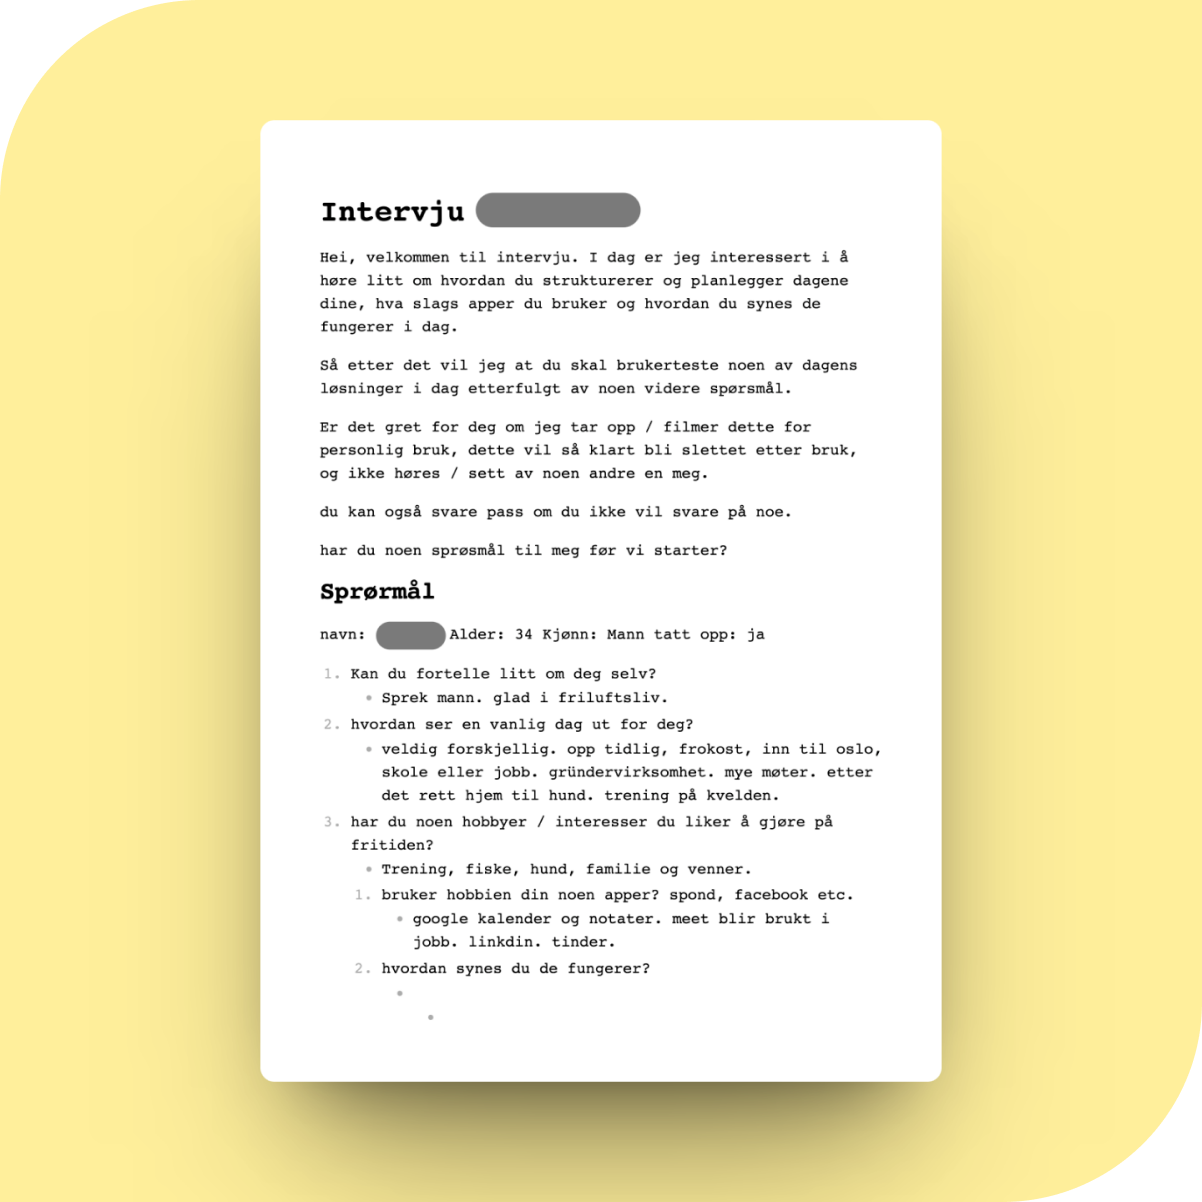 Intervju
Hei, velkommen til intervju. I dag er jeg interessert i å
høre litt om hvordan du strukturerer og planlegger dagene
dine, hva slags apper du bruker og hvordan du synes de
fungerer i dag.
Så etter det vil jeg at du skal brukerteste noen av dagens
løsninger i dag etterfulgt av noen videre spørsmål.
Er det gret for deg om jeg tar opp / filmer dette for
personlig bruk, dette vil så klart bli slettet etter bruk,
og ikke høres / sett av noen andre en meg.
du kan også svare pass om du ikke vil svare på noe.
har du noen sprøsmål til meg før vi starter?
Sprørmål
navn: Alder: 34 Kjønn: Mann tatt opp: ja
1. Kan du fortelle litt om deg selv?
• Sprek mann. glad i friluftsliv.
2. hvordan ser en vanlig dag ut for deg?
• veldig forskjellig. opp tidlig, frokost, inn til oslo,
skole eller jobb. gründervirksomhet. mye møter. etter
det rett hjem til hund. trening på kvelden.
3. har du noen hobbyer / interesser du liker å gjøre på
fritiden?
• Trening, fiske, hund, familie og venner.
1. bruker hobbien din noen apper? spond, facebook etc.
• google kalender og notater. meet blir brukt i
jobb. linkdin. tinder.
2. hvordan synes du de fungerer?